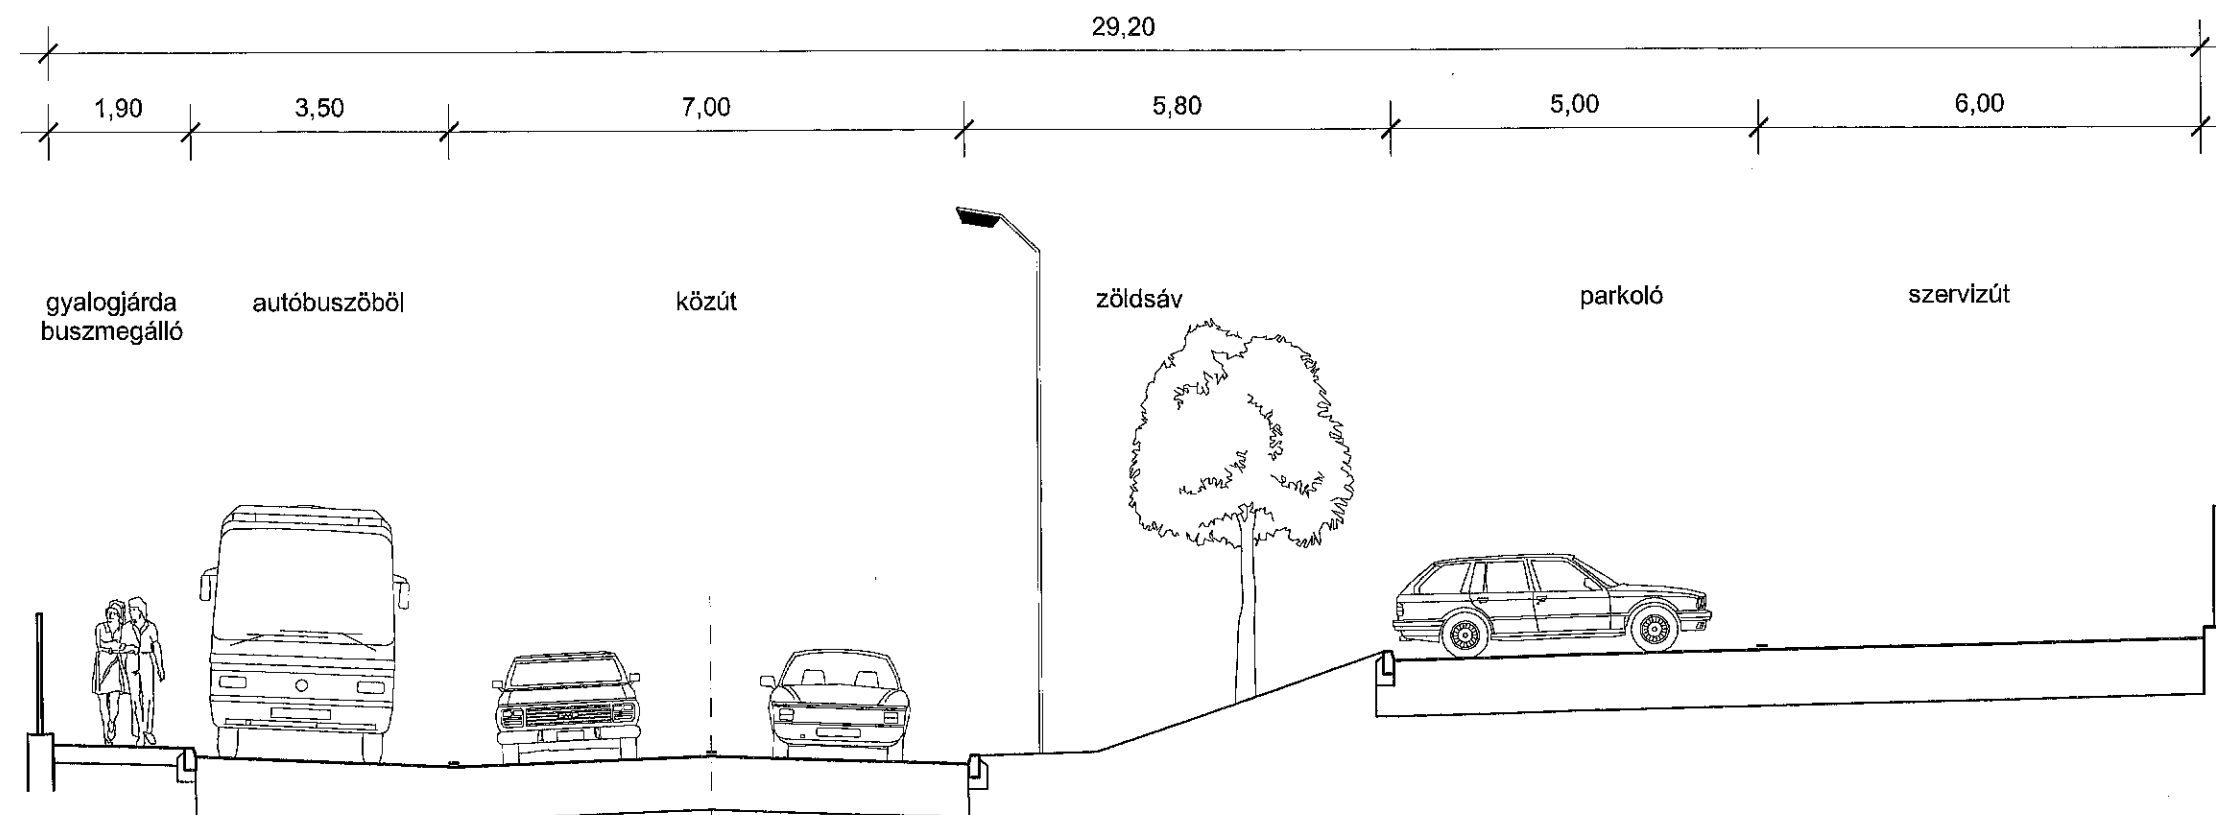 29,20
1,90
3,50
7,00
5,80
5,00
6,00
gyalogjárda
buszmegálló
autóbuszöböl
közút
zöldsáv
parkoló
szervizút